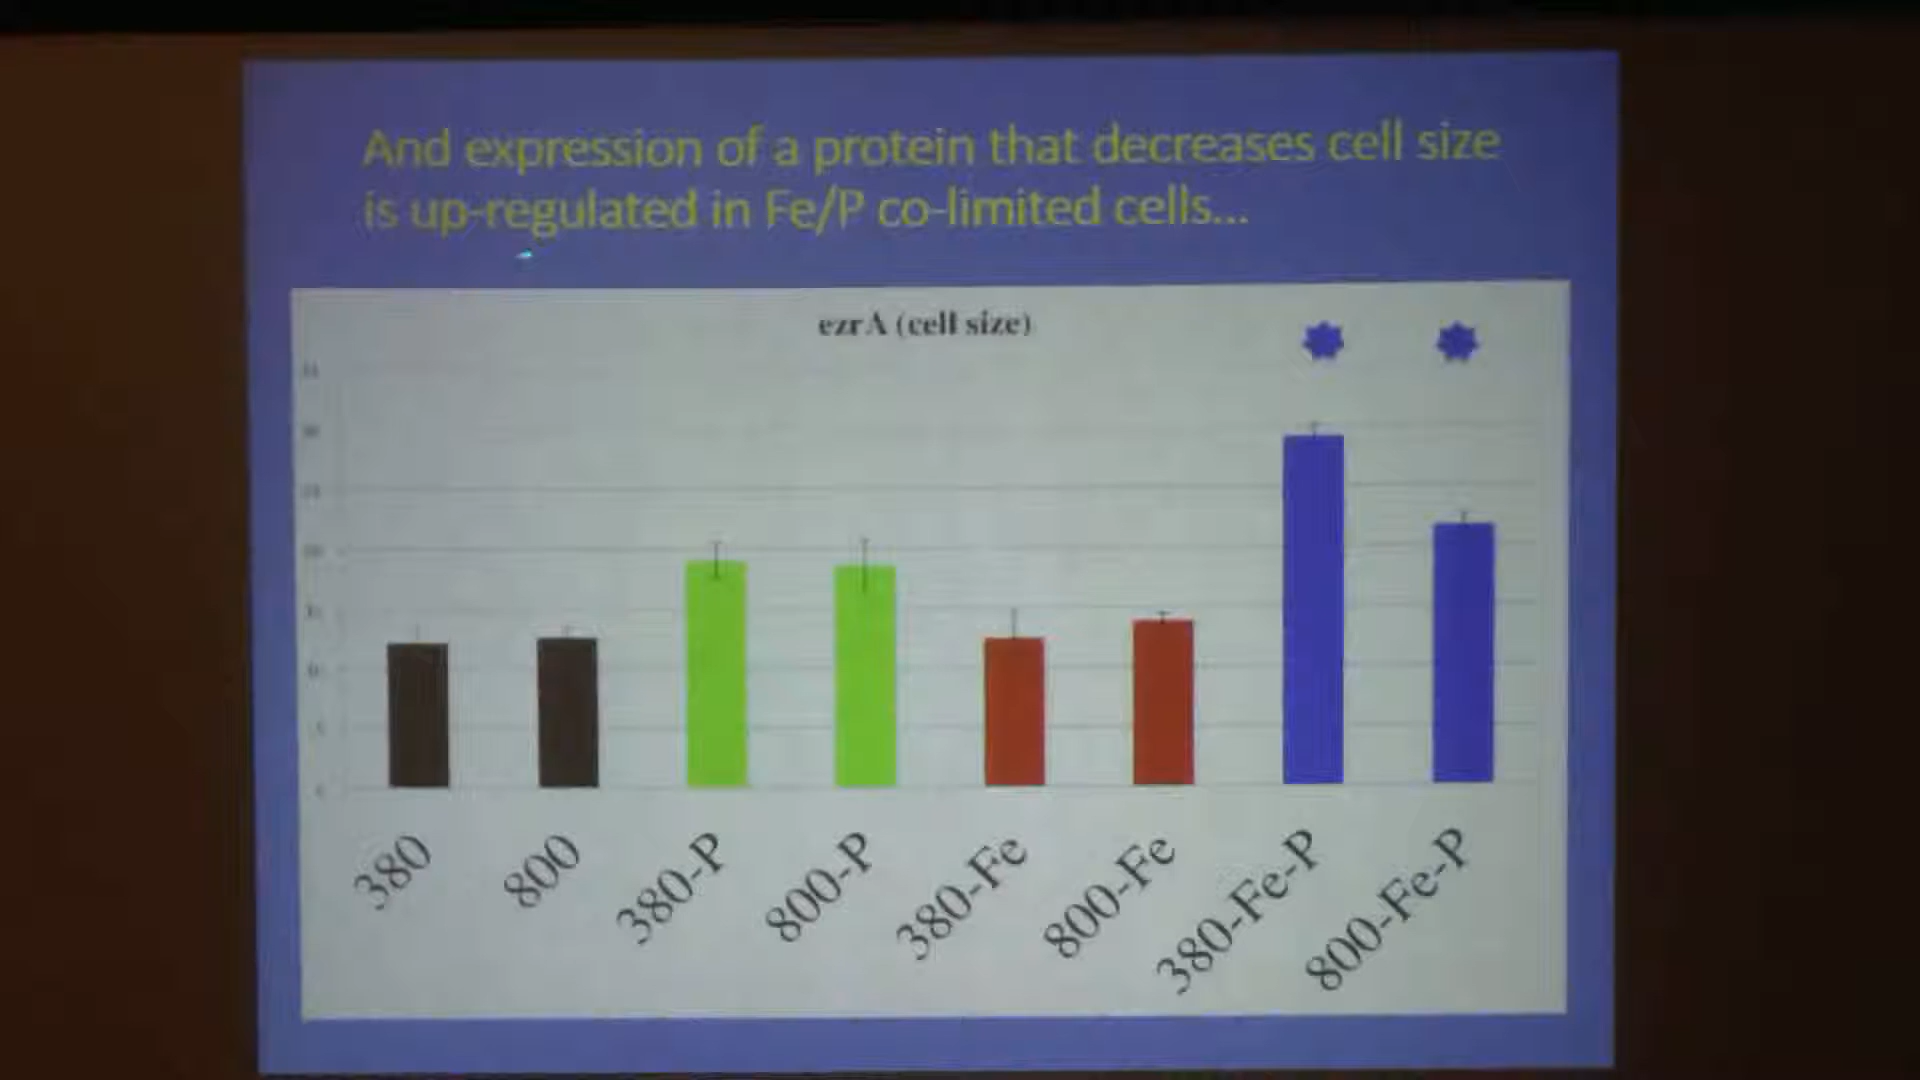 And expression of a protein that decreases cell size
is up-regulated in Fe/P co-limited cells...
ezrA (cell size)
380
800
380-P
800-P
380-Fe
800-Fe
380-Fe-P
800-Fe-P